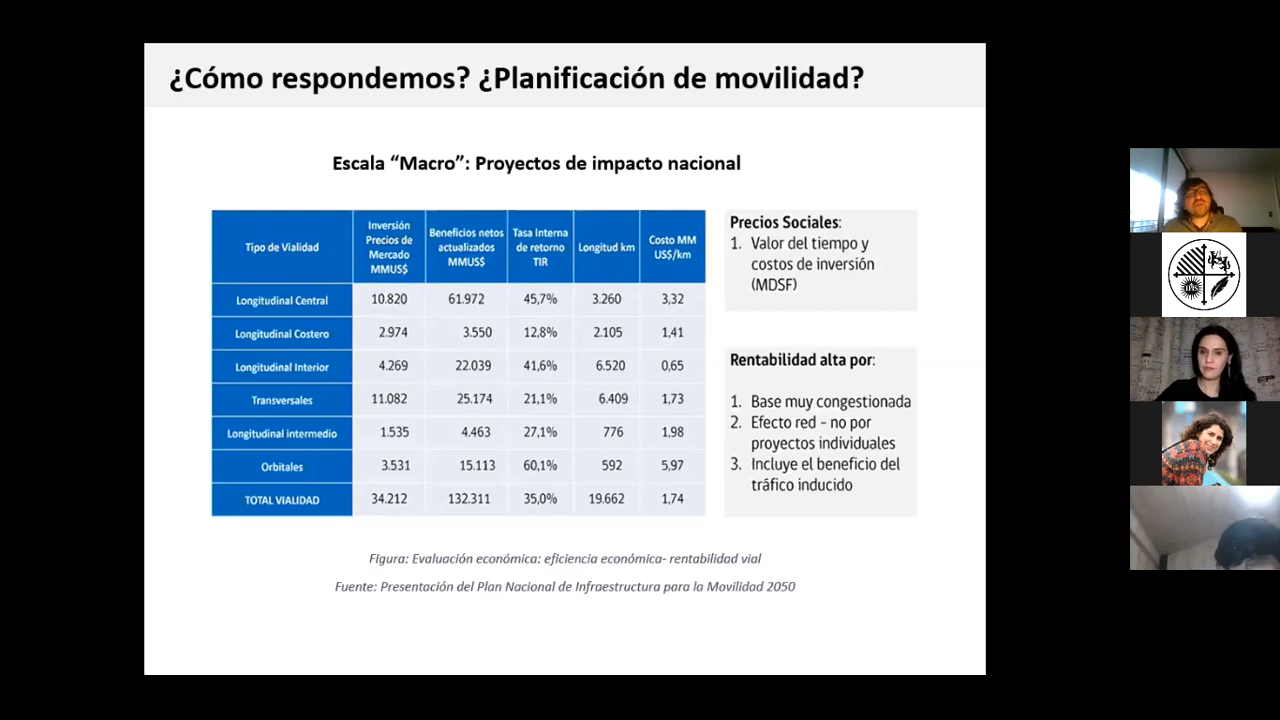 ¿Cómo respondemos? ¿Planificación de movilidad?
Escala “Macro”: Proyectos de impacto nacional
Tipo de Vialidad
Inversión
Precios de
Mercado
MMUS$
Beneficios netos
actualizados
MMUS$
Tasa Interna
de retorno
TIR
Longitud km
Costo MM
US$/km
Longitudinal Central 10.820 61.972 45,7% 3.260 3,32
Longitudinal Costero 2.974 3.550 12,8% 2.105 1,41
Longitudinal Interior 4.269 22.039 41,6% 6.520 0,65
Transversales 11.082 25.174 21,1% 6.409 1,73
Longitudinal intermedio 1.535 4.463 27,1% 776 1,98
Orbitales 3.531 15.113 60,1% 592 5,97
TOTAL VIALIDAD 34.212 132.311 35,0% 19.662 1,74
Precios Sociales:
1. Valor del tiempo y
costos de inversión
(MDSF)
Rentabilidad alta por:
1. Base muy congestionada
2. Efecto red – no por
proyectos individuales
3. Incluye el beneficio del
tráfico inducido
Figura: Evaluación económica: eficiencia económica- rentabilidad vial
Fuente: Presentación del Plan Nacional de Infraestructura para la Movilidad 2050